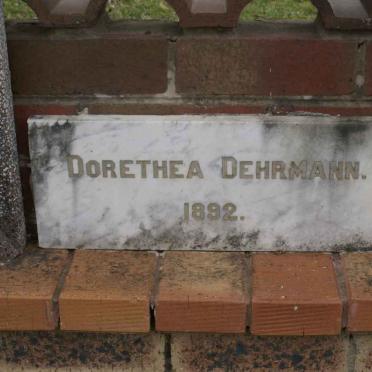 DORETHEA DEHRMANN.
1892.